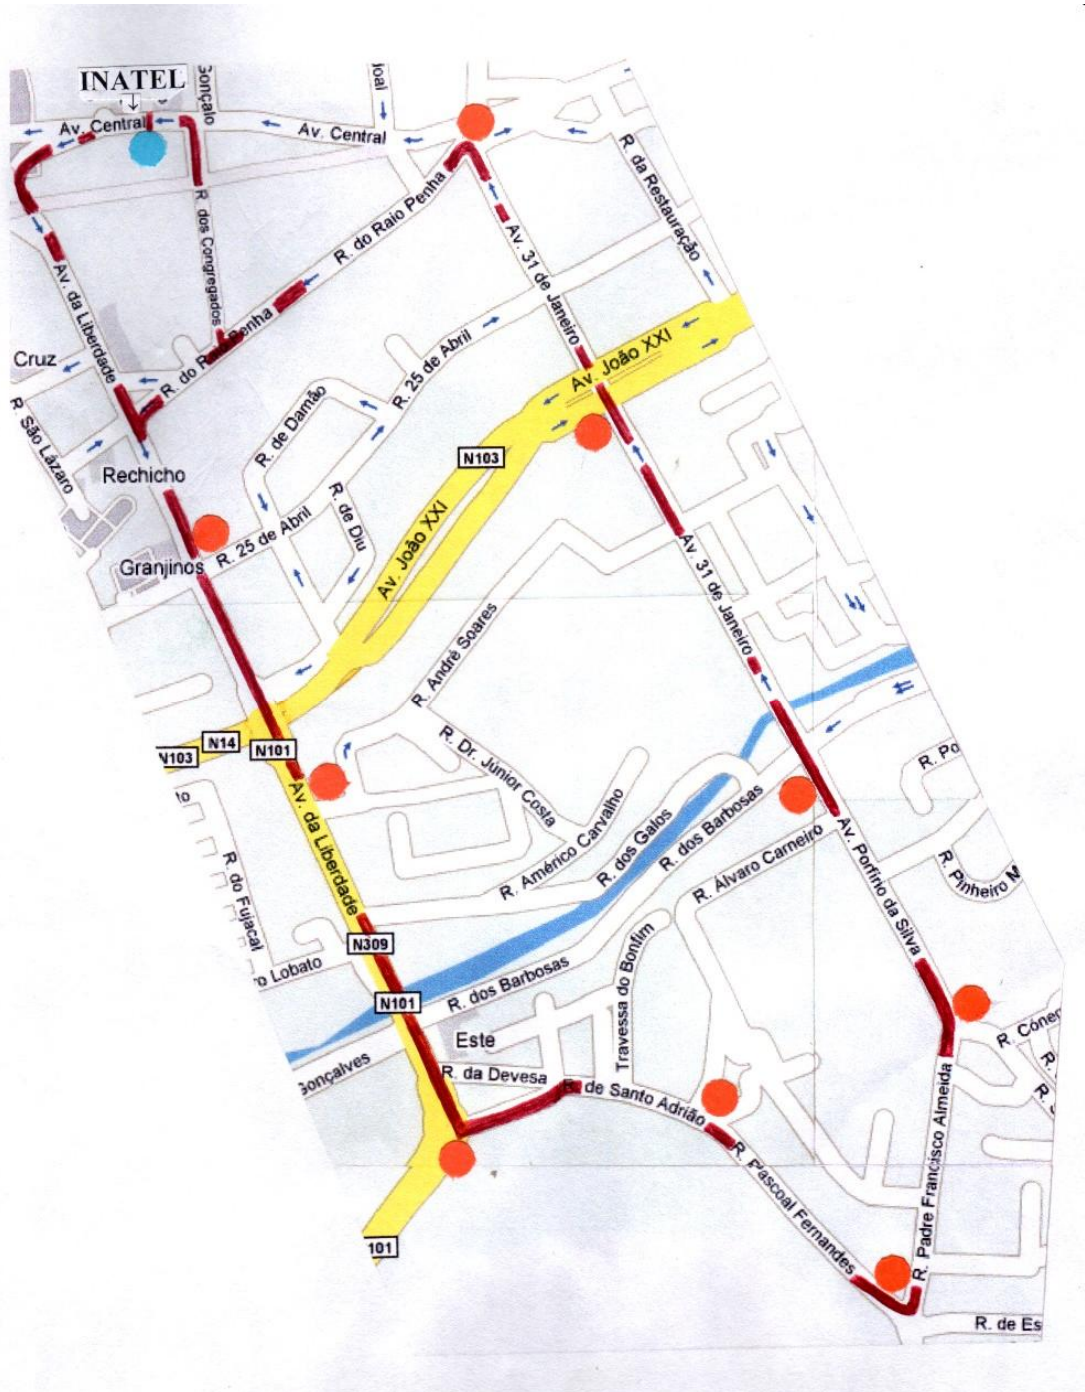 INATEL
Av. Central
Av. Central
R. da Restauração
R. dos Congregados
R. do Raio Penha
Av. 31 de Janeiro
Av. da Liberdade
Cruz
R. do Raio Penha
R. 25 de Abril
Av. João XXI
R. São Lázaro
R. de Damão
N103
Rechicho
R. de Diu
R. 25 de Abril
Granjinos
Av. João XXI
Av. 31 de Janeiro
R. André Soares
N14
N101
N103
R. Dr. Júnior Costa
R. Po
to
Av. da Liberdade
R. Américo Carvalho
R. dos Galos
R. dos Barbosas
R. Álvaro Carneiro
Av. Porfírio da Silva
R. Pinheiro M
R. do Fujacal
N309
ro Lobato
R. dos Barbosas
N101
Travessa do Bonfim
R. Cóneg
Este
Gonçalves
R. da Devesa
R. de Santo Adrião
R. Padre Francisco Almeida
R. Pascoal Fernandes
101
R. de Es